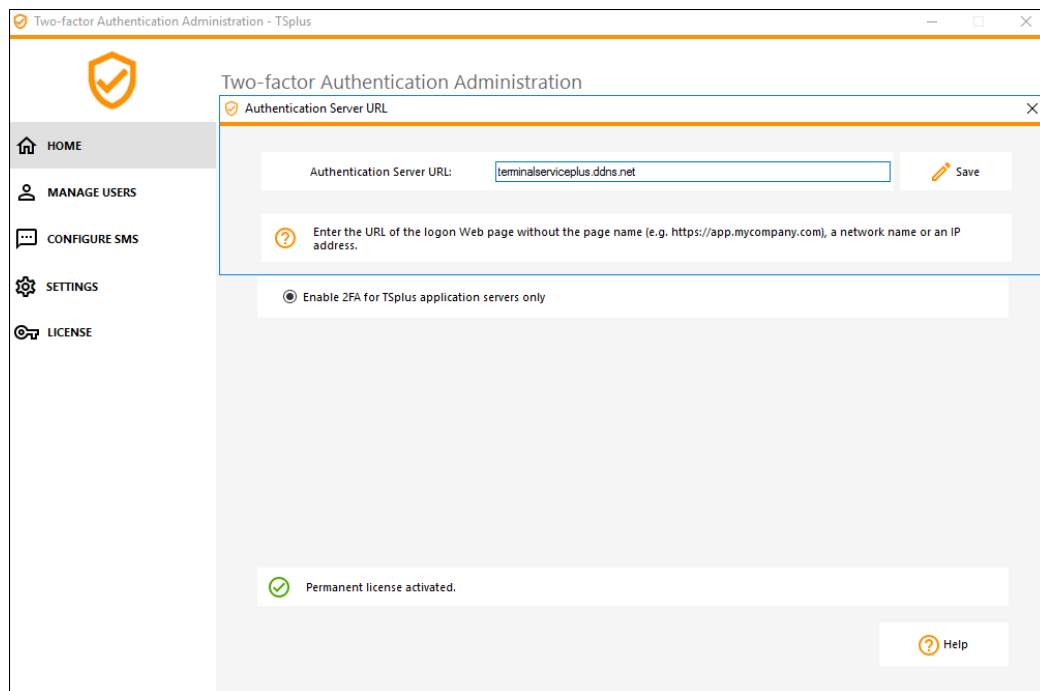 Two-factor Authentication Administration - TSplus
Two-factor Authentication Administration
Authentication Server URL
HOME
Authentication Server URL:
terminalserviceplus.ddns.net
Save
MANAGE USERS
Enter the URL of the logon Web page without the page name (e.g. https://app.mycompany.com), a network name or an IP
address.
CONFIGURE SMS
SETTINGS
Enable 2FA for TSplus application servers only
LICENSE
Permanent license activated.
Help